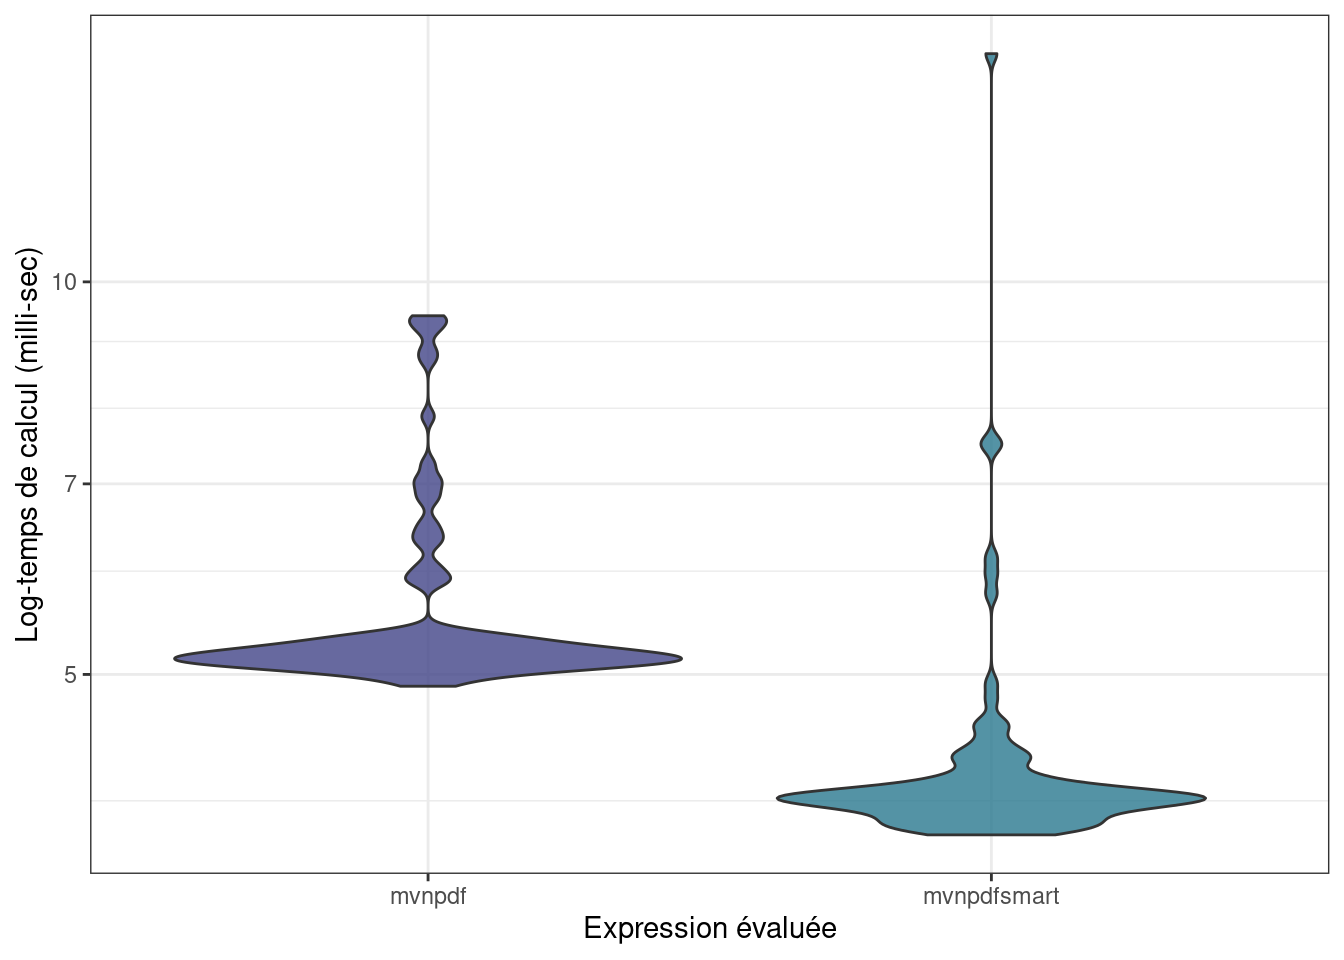 Log-temps de calcul (milli-sec)
10
7
5
mvnpdf
mvnpdfsmart
Expression évaluée